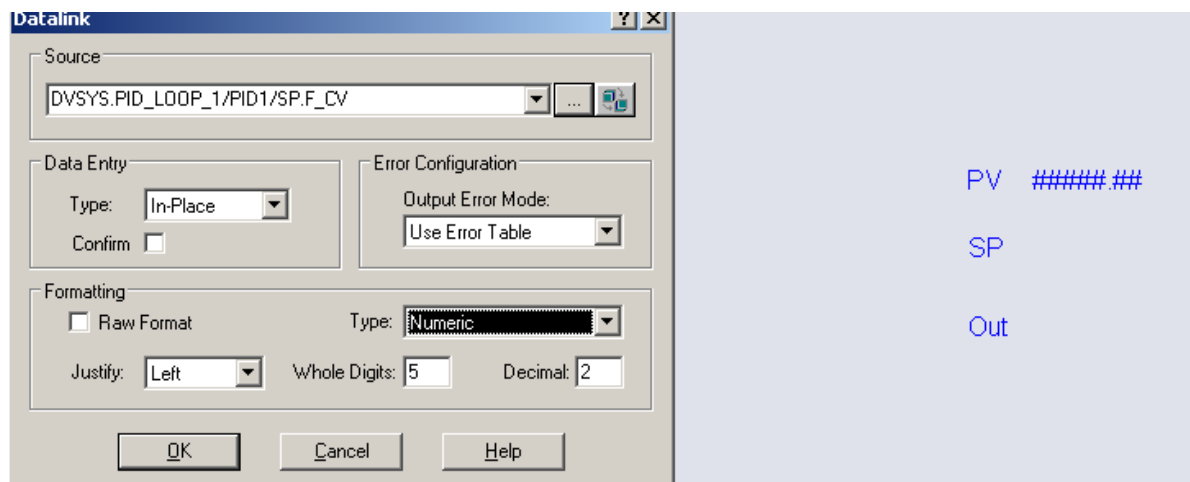 Datalink
Source
DVSYS.PID_LOOP_1/PID1/SP.F_CV
...
Data Entry
Type: In-Place
Confirm
Error Configuration
Output Error Mode:
Use Error Table
Formatting
Raw Format Type: Numeric
Justify: Left Whole Digits: 5 Decimal: 2
OK Cancel Help
PV #####.##
SP
Out